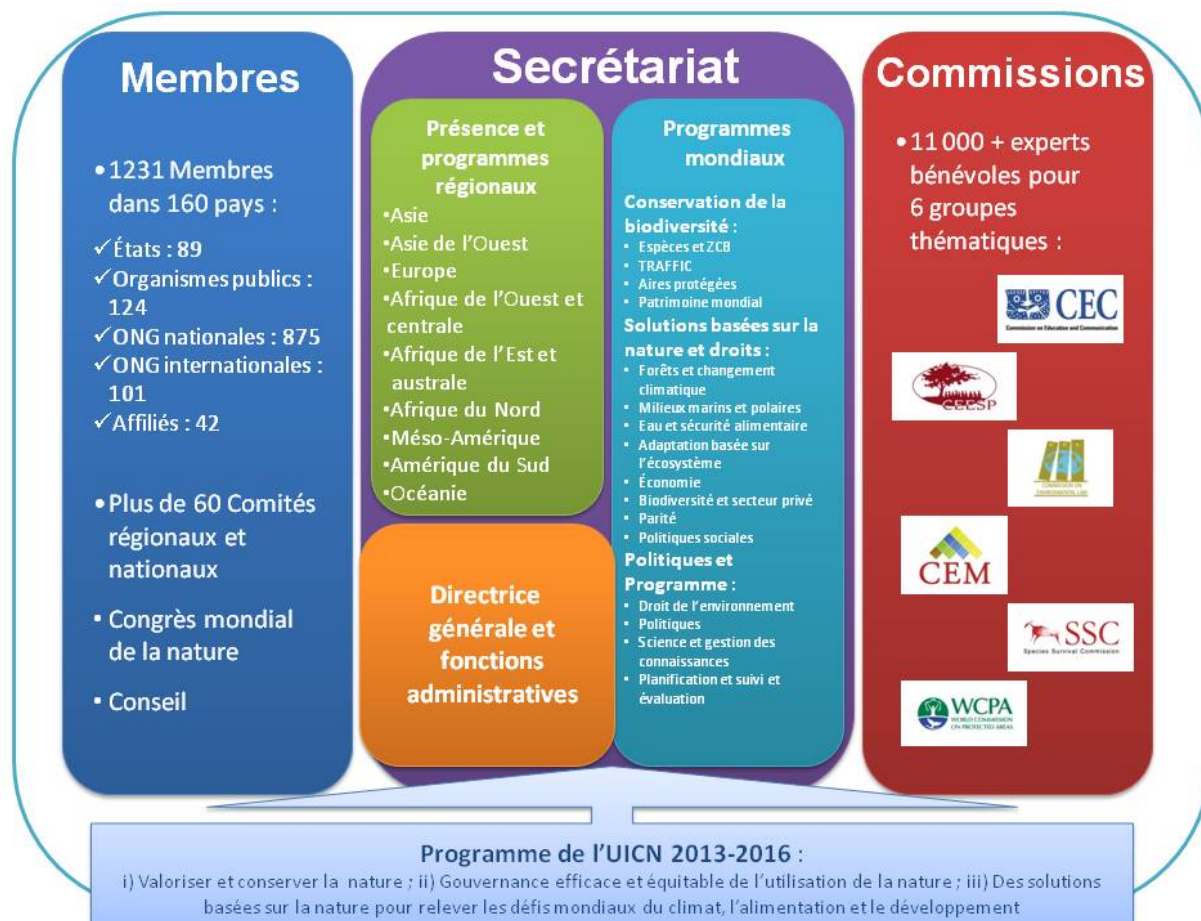 Membres
• 1231 Membres
dans 160 pays :
✓ États : 89
✓ Organismes publics :
124
✓ ONG nationales : 875
✓ ONG internationales :
101
✓ Affiliés : 42
• Plus de 60 Comités
régionaux et
nationaux
• Congrès mondial
de la nature
• Conseil
Secrétariat
Présence et
programmes
régionaux
• Asie
• Asie de l'Ouest
• Europe
• Afrique de l'Ouest et
centrale
• Afrique de l'Est et
australe
• Afrique du Nord
• Méso-Amérique
• Amérique du Sud
• Océanie
Directrice
générale et
fonctions
administratives
Programmes
mondiaux
Conservation de la
biodiversité :
• Espèces et ZCB
• TRAFFIC
• Aires protégées
• Patrimoine mondial
Solutions basées sur la
nature et droits :
• Forêts et changement
climatique
• Milieux marins et polaires
• Eau et sécurité alimentaire
• Adaptation basée sur
l'écosystème
• Économie
• Biodiversité et secteur privé
• Parité
• Politiques sociales
Politiques et
Programme :
• Droit de l'environnement
• Politiques
• Science et gestion des
connaissances
• Planification et suivi et
évaluation
Commissions
• 11 000 + experts
bénévoles pour
6 groupes
thématiques :
CEC
Commission on Education and Communication
CEESP
COMMISSION ON
ENVIRONMENTAL LAW
CEM
SSC
Species Survival Commission
WCPA
WORLD COMMISSION
ON PROTECTED AREAS
Programme de l'UICN 2013-2016 :
i) Valoriser et conserver la nature ; ii) Gouvernance efficace et équitable de l'utilisation de la nature ; iii) Des solutions
basées sur la nature pour relever les défis mondiaux du climat, l'alimentation et le développement